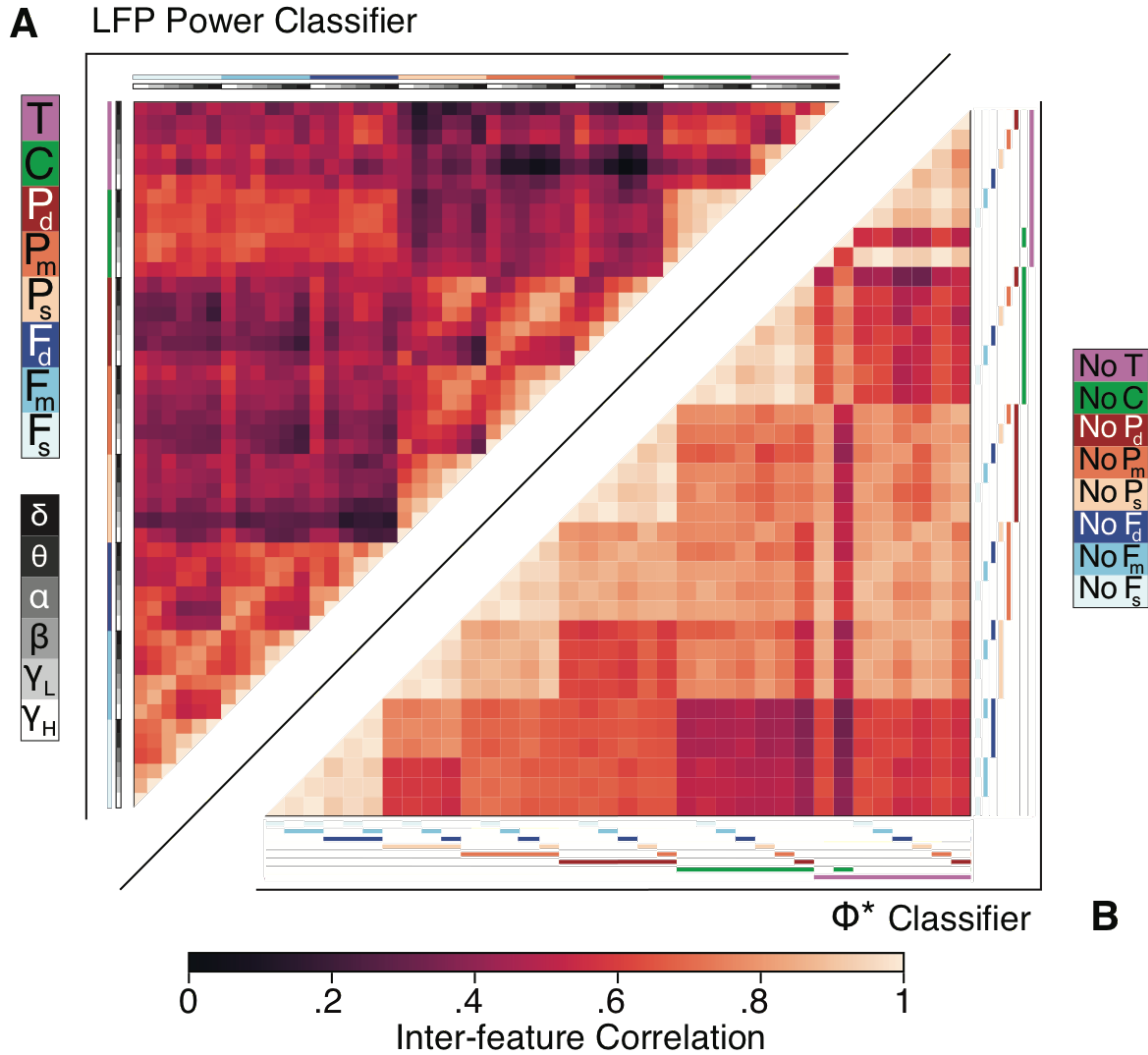 A
LFP Power Classifier
T
C
Pd
Pm
Ps
Fd
Fm
Fs
δ
θ
α
β
γL
γH
No T
No C
No Pd
No Pm
No Ps
No Fd
No Fm
No Fs
Φ* Classifier
B
0 .2 .4 .6 .8 1
Inter-feature Correlation